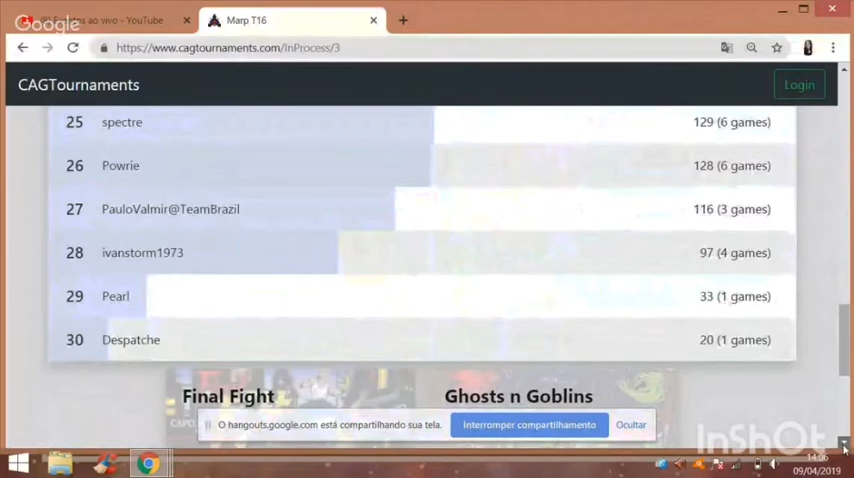 Google
ao vivo - YouTube
Marp T16
https://www.cagtournaments.com/InProcess/3
CAGTournaments
Login
25 spectre 129 (6 games)
26 Powrie 128 (6 games)
27 PauloValmir@TeamBrazil 116 (3 games)
28 ivanstorm1973 97 (4 games)
29 Pearl 33 (1 games)
30 Despatche 20 (1 games)
Final Fight
Ghosts n Goblins
O hangouts.google.com está compartilhando sua tela.
Interromper compartilhamento
Ocultar
InShOt
14:06
09/04/2019